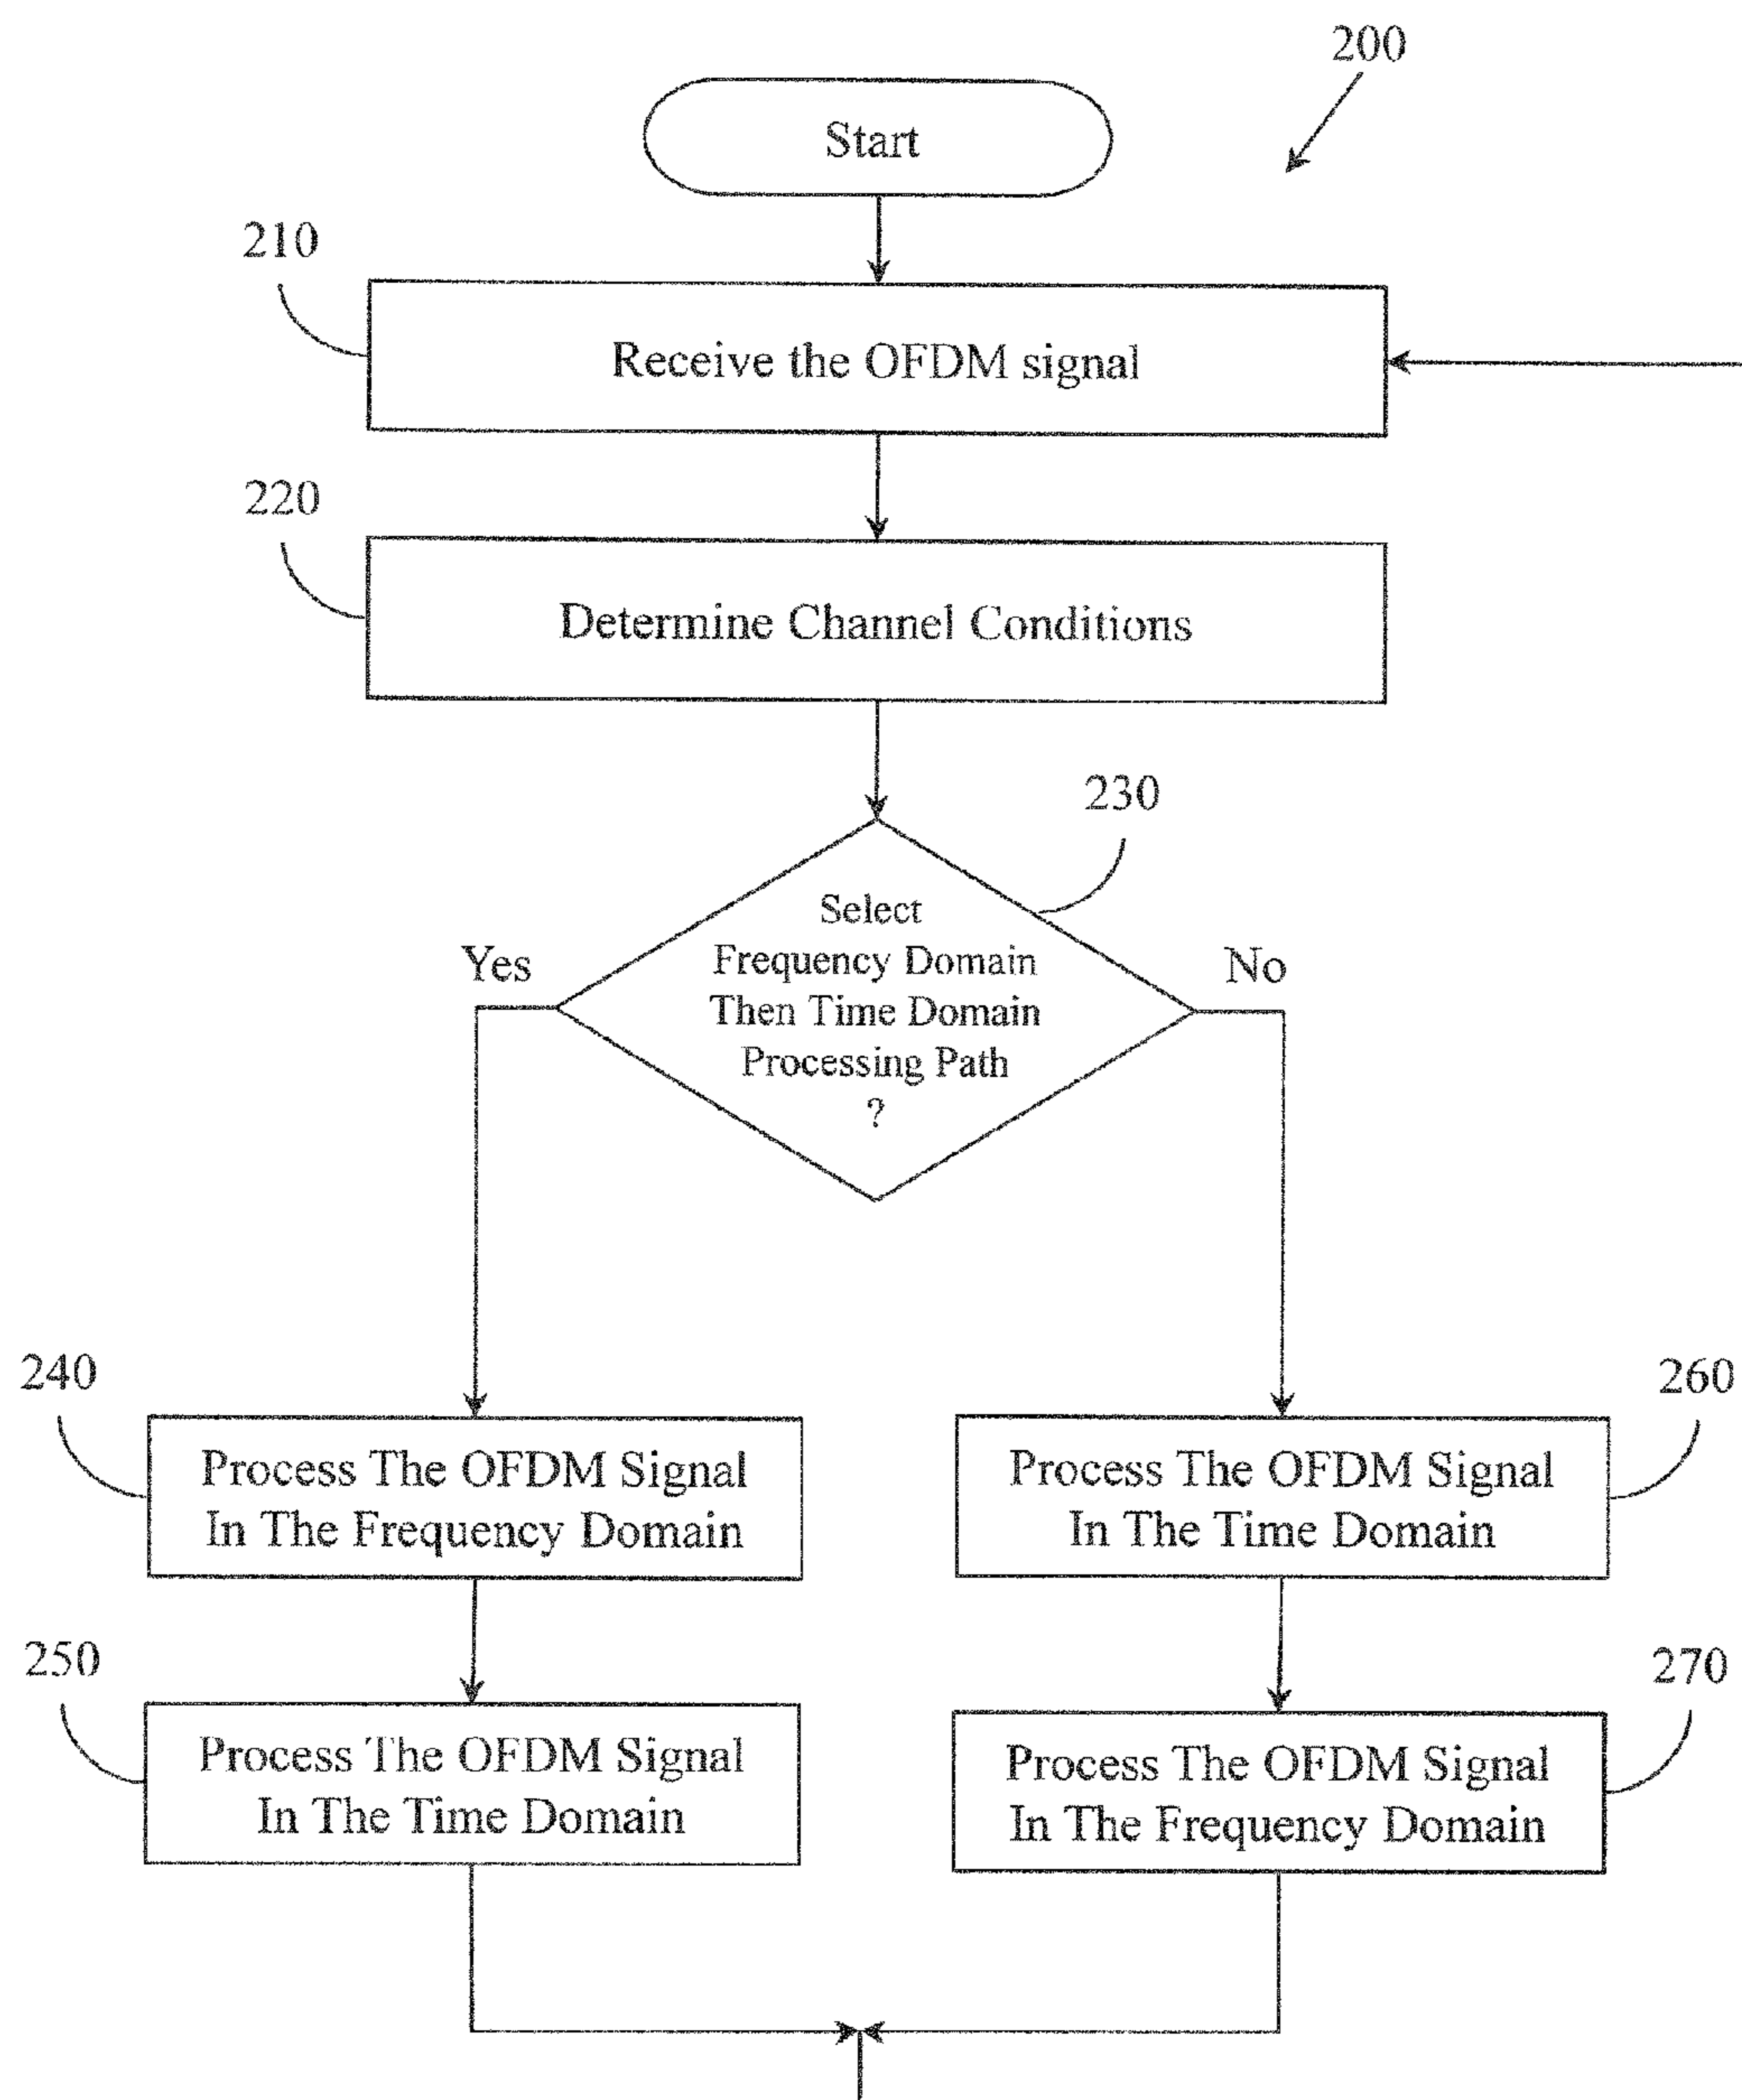 200
Start
210
Receive the OFDM signal
220
Determine Channel Conditions
230
Select
Frequency Domain
Then Time Domain
Processing Path
?
Yes
No
240
Process The OFDM Signal
In The Frequency Domain
260
Process The OFDM Signal
In The Time Domain
250
Process The OFDM Signal
In The Time Domain
270
Process The OFDM Signal
In The Frequency Domain